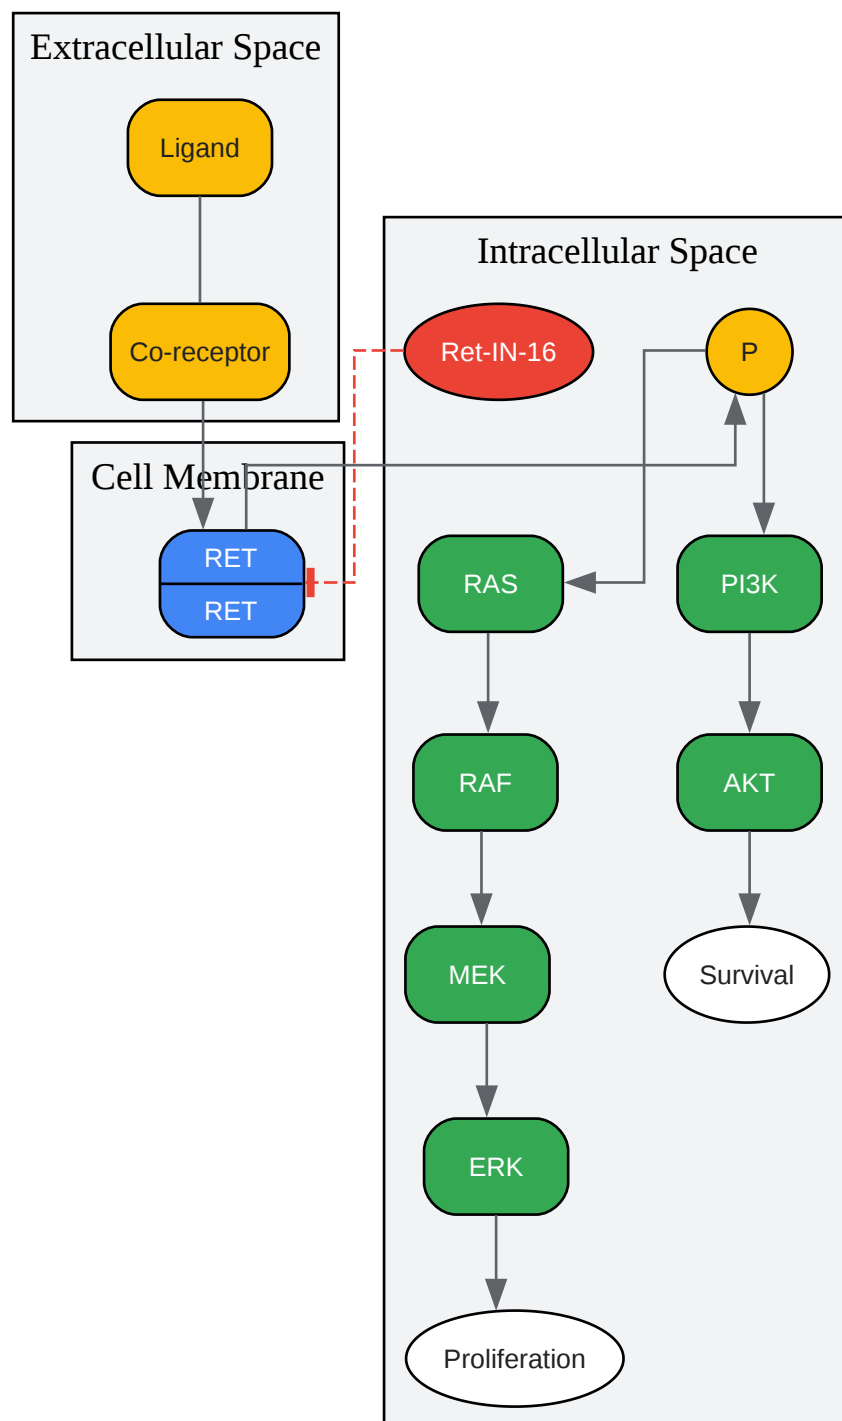 Extracellular Space
Ligand
Co-receptor
Cell Membrane
RET
RET
Intracellular Space
Ret-IN-16
P
RAS
PI3K
RAF
AKT
MEK
Survival
ERK
Proliferation